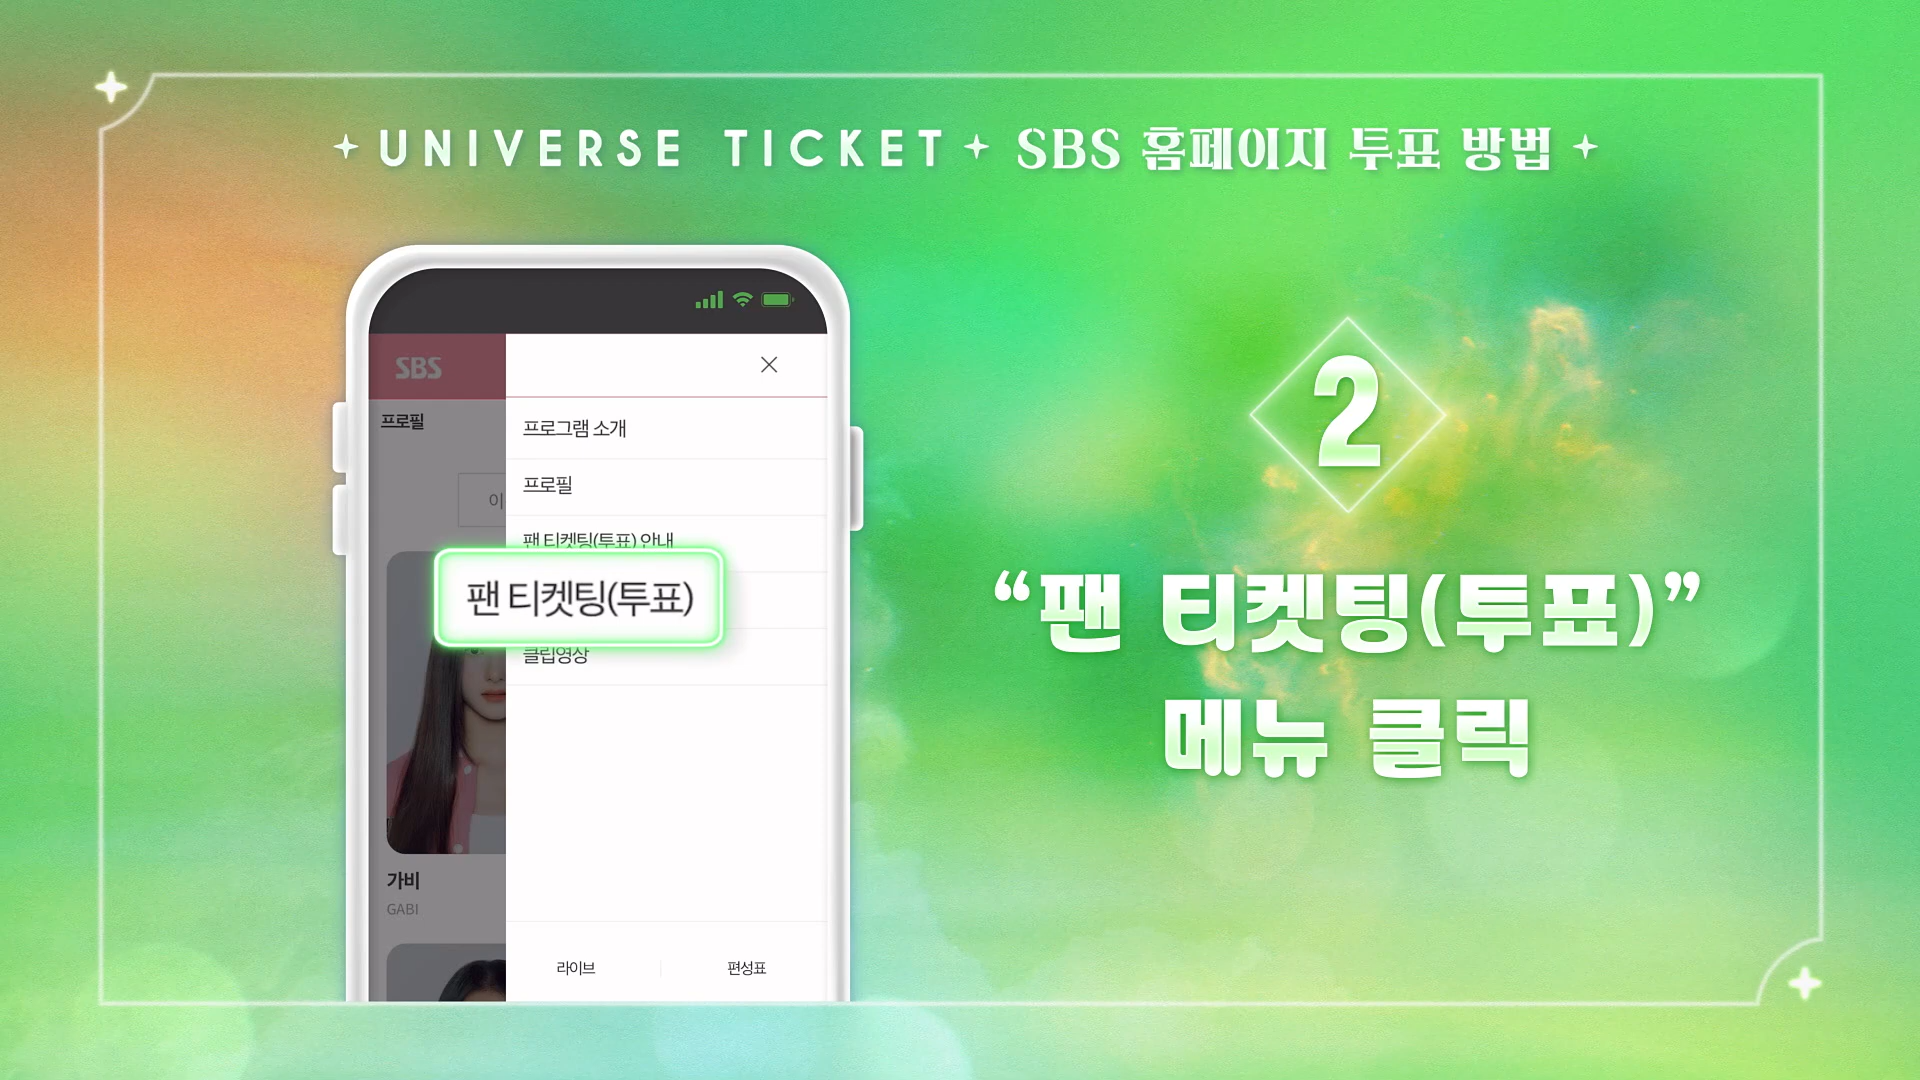 UNIVERSE TICKET SBS 홈페이지 투표 방법
SBS
프로필
이
프로그램 소개
프로필
팬 티켓팅(투표) 안내
팬 티켓팅(투표)
클립영상
가비
GABI
라이브
편성표
2
“팬 티켓팅(투표)”
메뉴 클릭